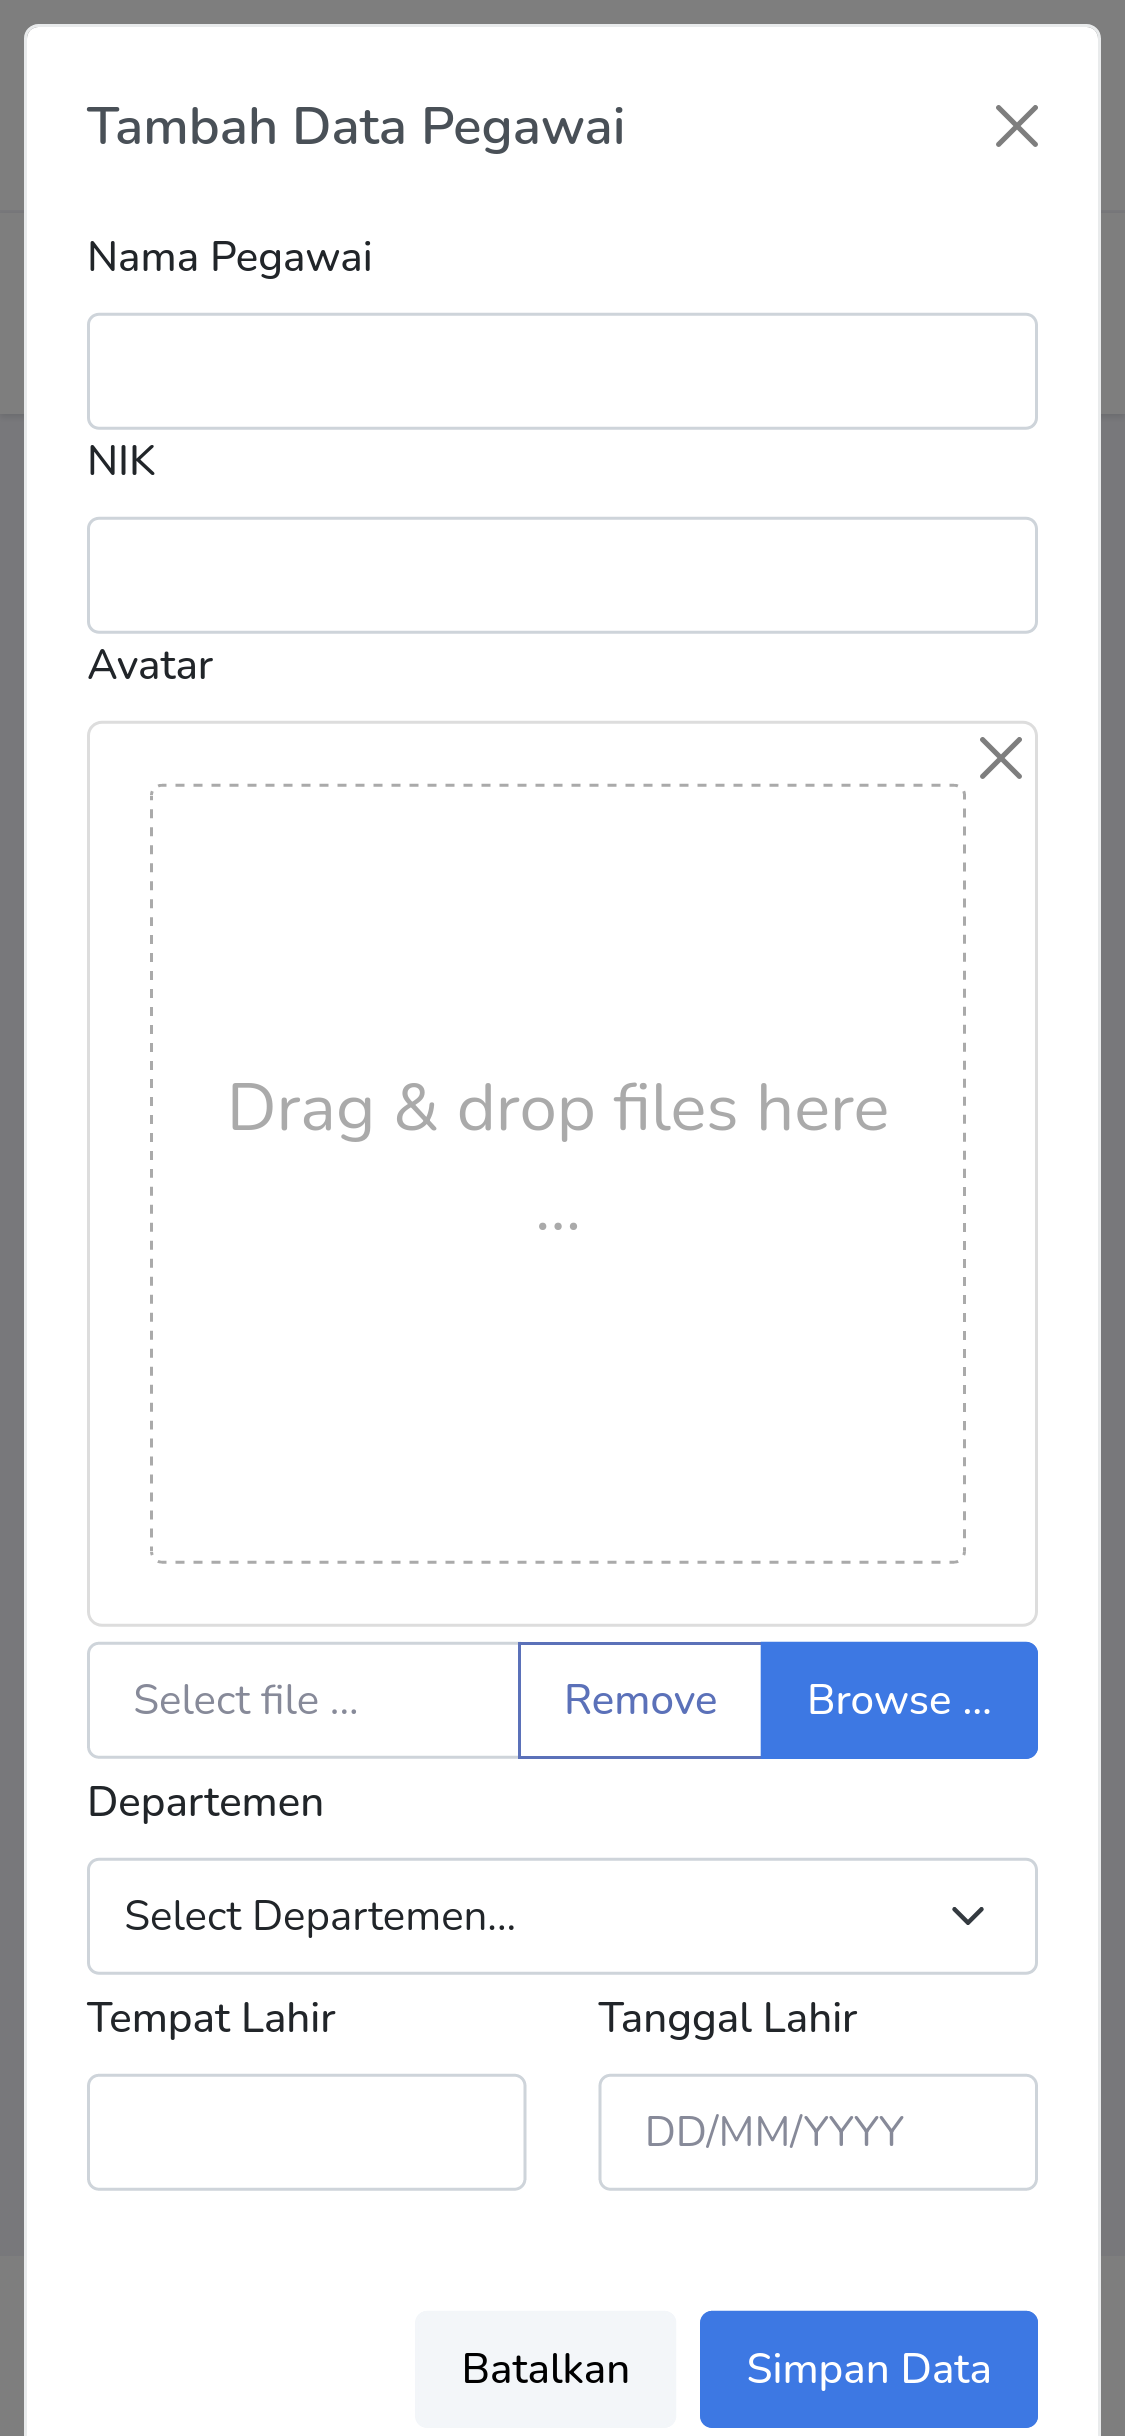 Tambah Data Pegawai
Nama Pegawai
NIK
Avatar
Drag & drop files here
...
Select file ... Remove Browse ...
Departemen
Select Departemen...
Tempat Lahir Tanggal Lahir
DD/MM/YYYY
Batalkan Simpan Data